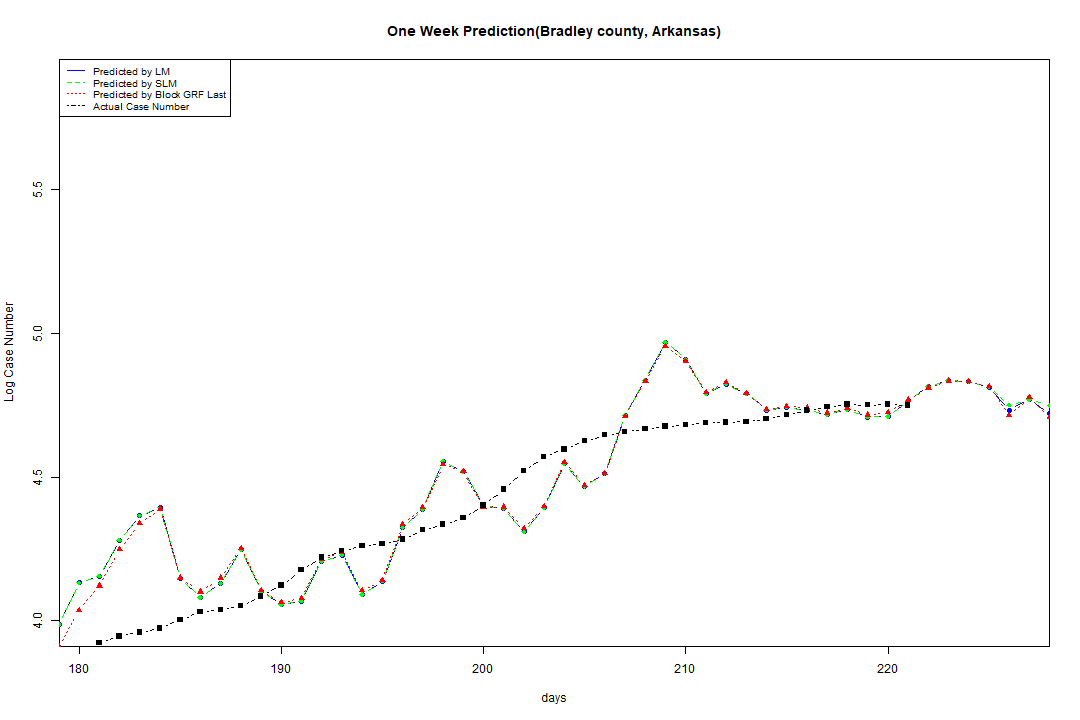 One Week Prediction(Bradley county, Arkansas)
Predicted by LM
Predicted by SLM
Predicted by Block GRF Last
Actual Case Number
5.5
5.0
4.5
4.0
Log Case Number
180 190 200 210 220
days